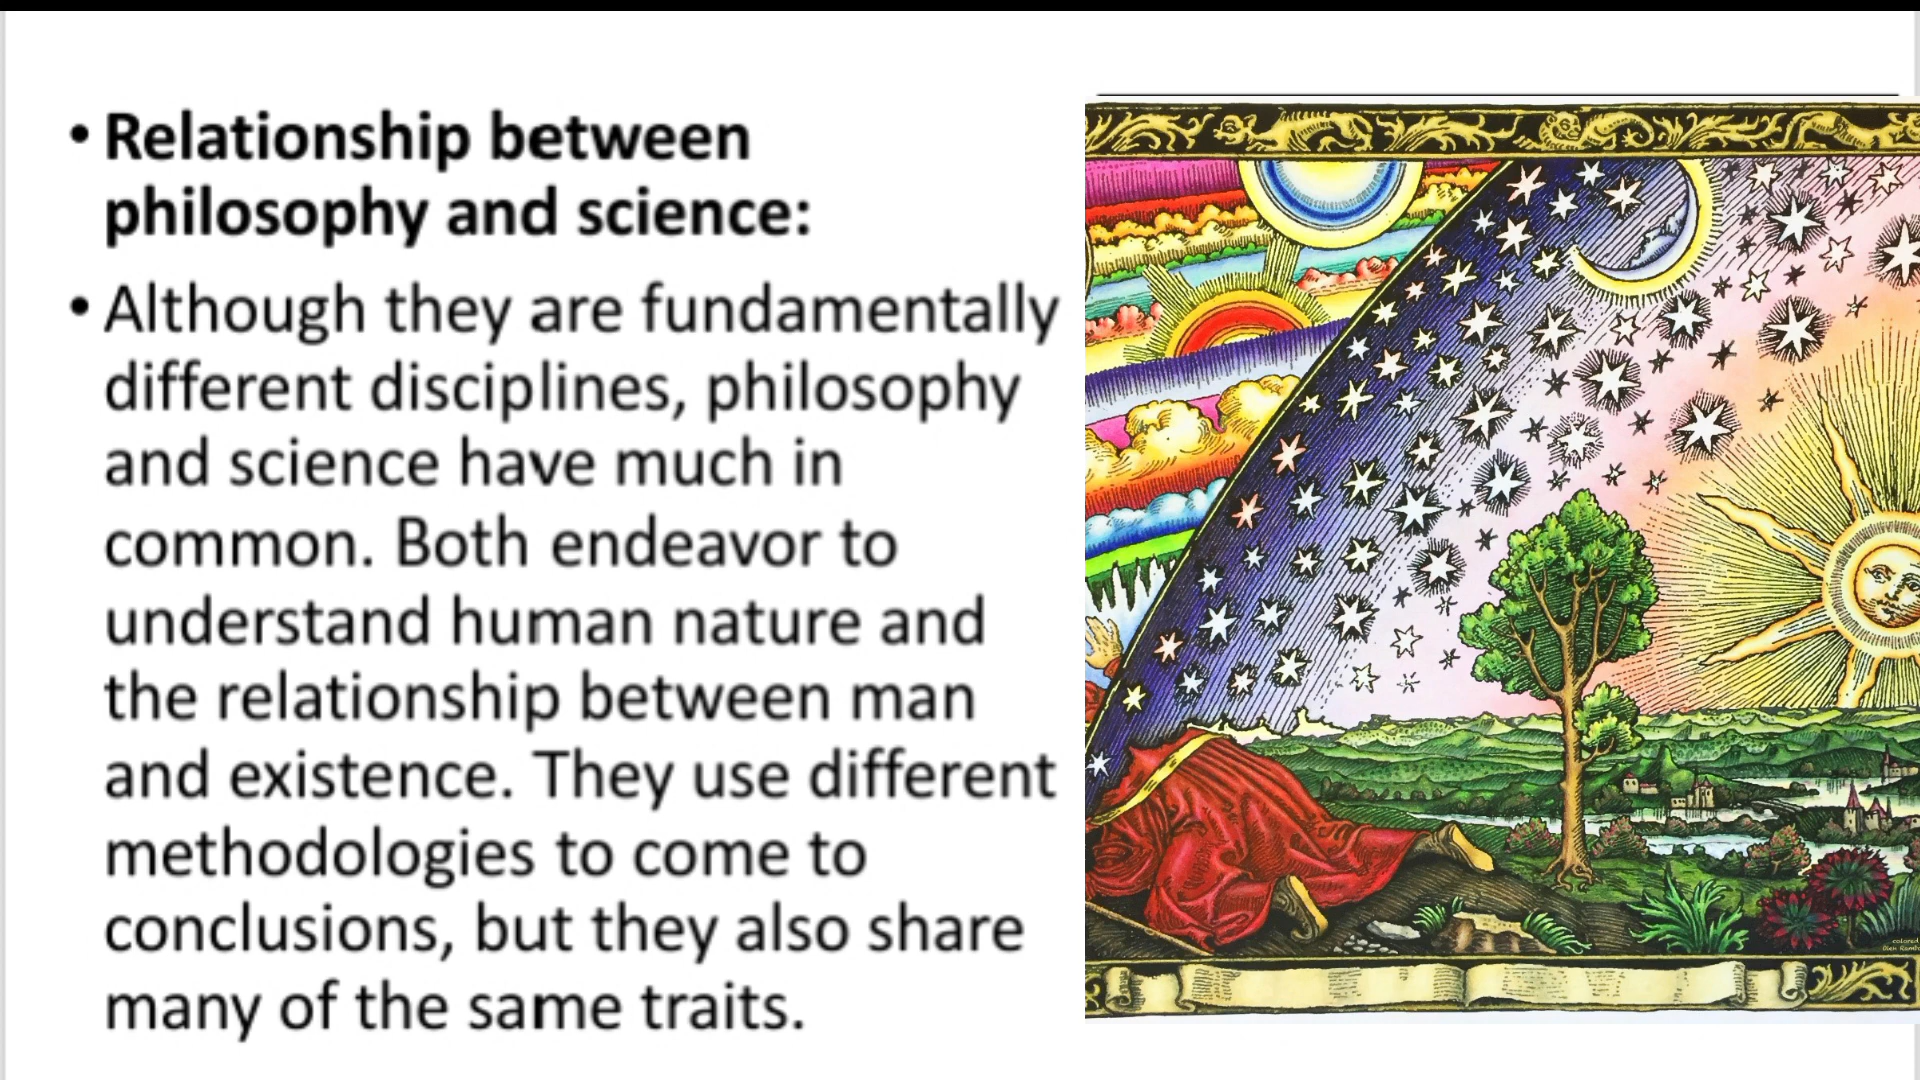 • Relationship between
philosophy and science:
• Although they are fundamentally
different disciplines, philosophy
and science have much in
common. Both endeavor to
understand human nature and
the relationship between man
and existence. They use different
methodologies to come to
conclusions, but they also share
many of the same traits.
colored